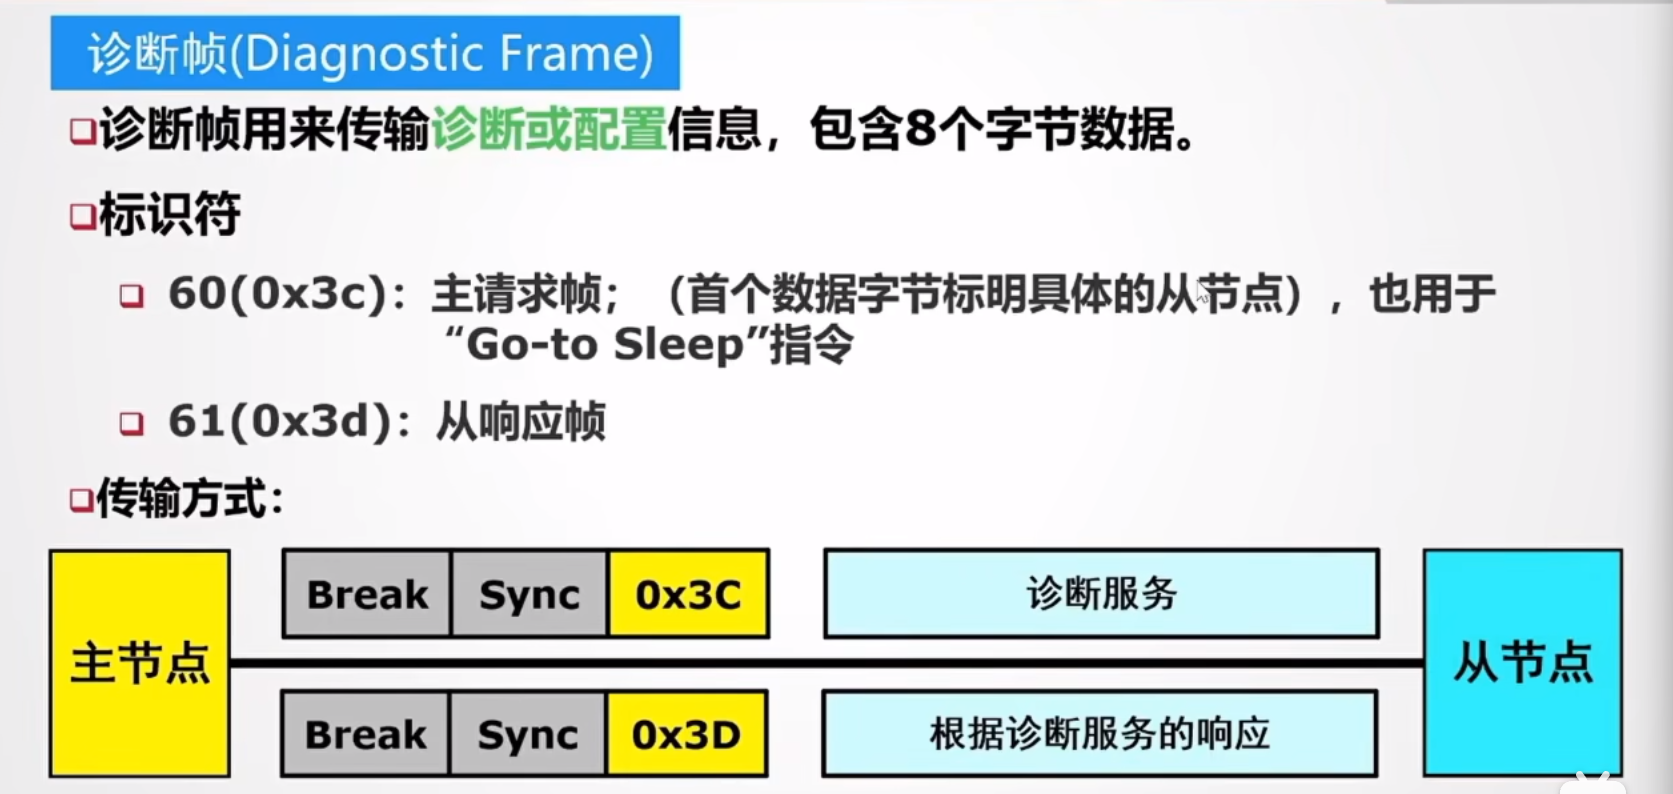 诊断帧(Diagnostic Frame)
诊断帧用来传输诊断或配置信息，包含8个字节数据。
标识符
60(0x3c)：主请求帧；（首个数据字节标明具体的从节点），也用于
“Go-to Sleep”指令
61(0x3d)：从响应帧
传输方式：
主节点
Break Sync 0x3C 诊断服务
Break Sync 0x3D 根据诊断服务的响应
从节点